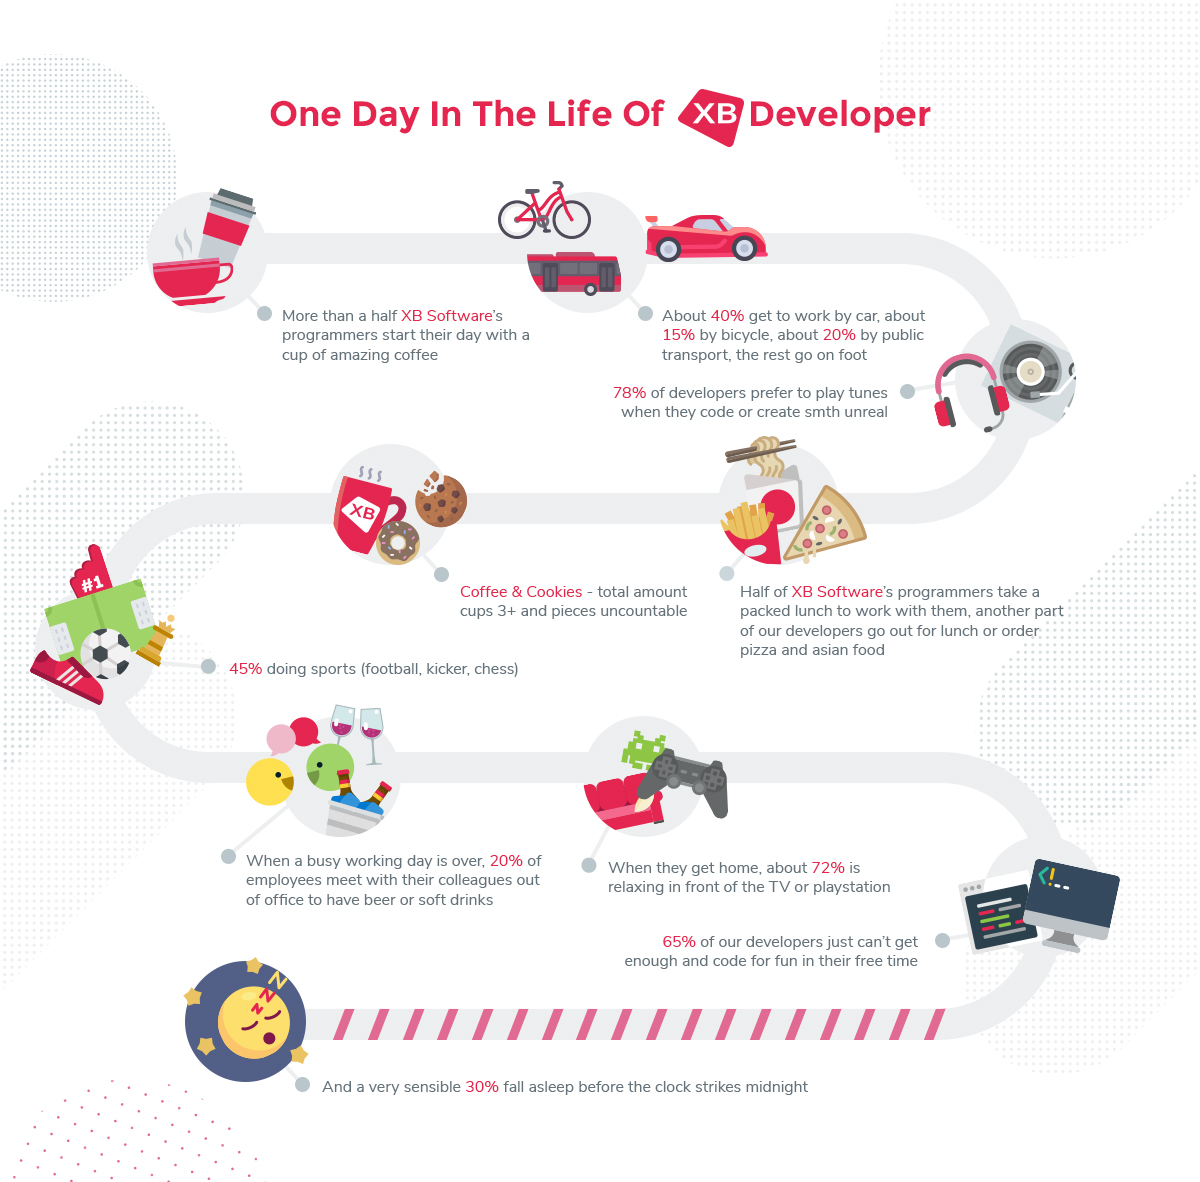 One Day In The Life Of XB Developer
More than a half XB Software's
programmers start their day with a
cup of amazing coffee
About 40% get to work by car, about
15% by bicycle, about 20% by public
transport, the rest go on foot
78% of developers prefer to play tunes
when they code or create smth unreal
XB
Coffee & Cookies - total amount
cups 3+ and pieces uncountable
Half of XB Software's programmers take a
packed lunch to work with them, another part
of our developers go out for lunch or order
pizza and asian food
#1
45% doing sports (football, kicker, chess)
When a busy working day is over, 20% of
employees meet with their colleagues out
of office to have beer or soft drinks
When they get home, about 72% is
relaxing in front of the TV or playstation
<!
65% of our developers just can't get
enough and code for fun in their free time
Z
Z
Z
And a very sensible 30% fall asleep before the clock strikes midnight